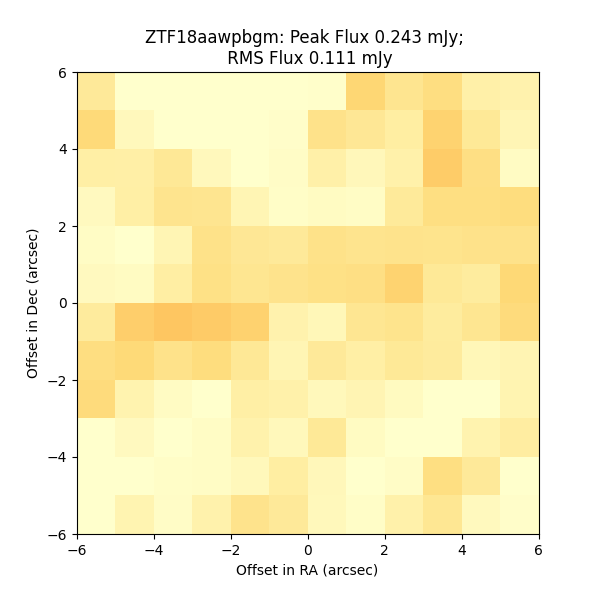 ZTF18aawpbgm: Peak Flux 0.243 mJy;
RMS Flux 0.111 mJy
6
4
2
0
−2
−4
−6
Offset in Dec (arcsec)
−6 −4 −2 0 2 4 6
Offset in RA (arcsec)